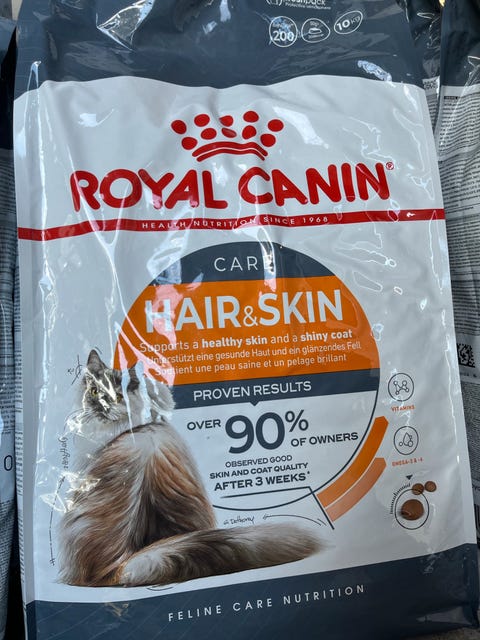 200
10KG
ROYAL CANIN®
HEALTH NUTRITION SINCE 1968
CARE
HAIR&SKIN
Supports a healthy skin and a shiny coat
Unterstützt eine gesunde Haut und ein glänzendes Fell
Soutient une peau saine et un pelage brillant
PROVEN RESULTS
OVER 90% OF OWNERS
OBSERVED GOOD
SKIN AND COAT QUALITY
AFTER 3 WEEKS*
VITAMINS
OMEGA-3 & -6
FELINE CARE NUTRITION